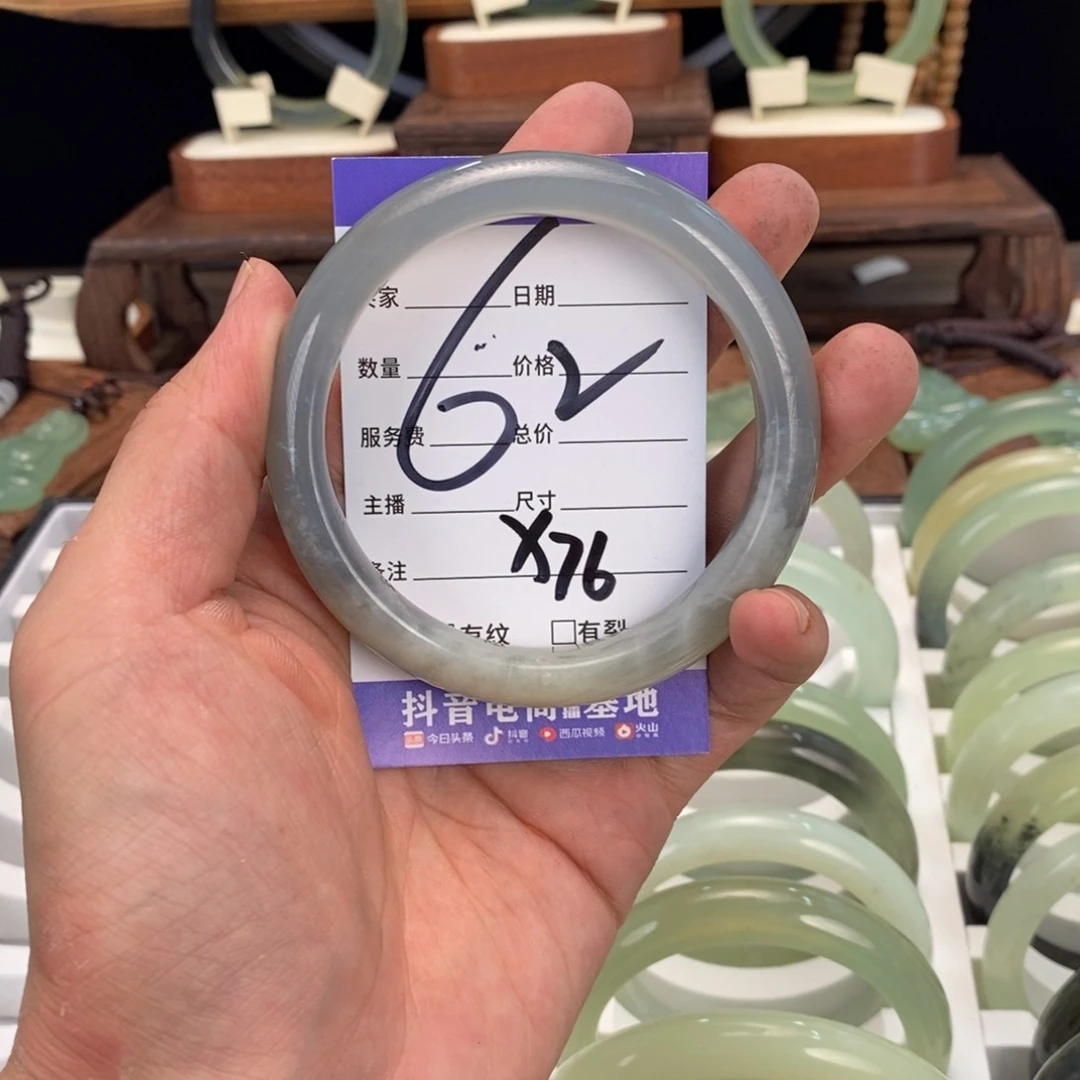 家 日期
62
数量 价格
服务费 总价
主播 尺寸
X76
备注
有纹 □有裂
抖音电商直播基地
今日头条 抖音 西瓜视频 火山